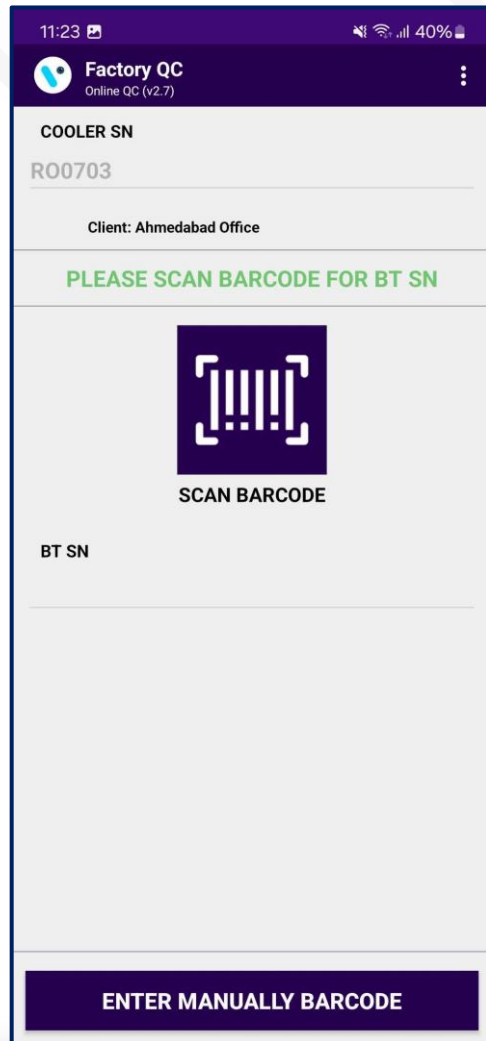 11:23 40%
Factory QC
Online QC (v2.7)
COOLER SN
RO0703
Client: Ahmedabad Office
PLEASE SCAN BARCODE FOR BT SN
SCAN BARCODE
BT SN
ENTER MANUALLY BARCODE